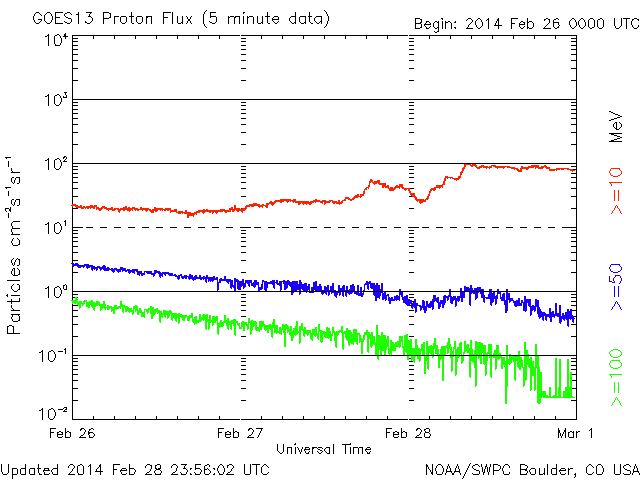 GOES13 Proton Flux (5 minute data)
Begin: 2014 Feb 26 0000 UTC
10⁴
10³
10²
10¹
10⁰
10⁻¹
10⁻²
Particles cm⁻²s⁻¹sr⁻¹
MeV
>=10
>=50
>=100
Feb 26
Feb 27
Feb 28
Mar 1
Universal Time
Updated 2014 Feb 28 23:56:02 UTC
NOAA/SWPC Boulder, CO USA